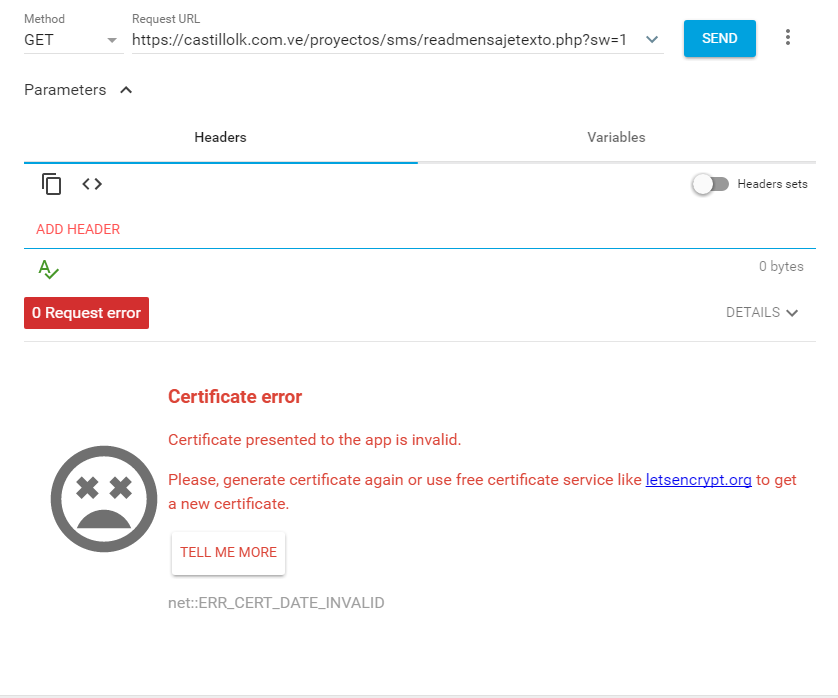 Method
Request URL
GET
https://castillolk.com.ve/proyectos/sms/readmensajetexto.php?sw=1
SEND
Parameters
Headers
Variables
Headers sets
ADD HEADER
0 bytes
0 Request error
DETAILS
Certificate error
Certificate presented to the app is invalid.
Please, generate certificate again or use free certificate service like letsencrypt.org to get
a new certificate.
TELL ME MORE
net::ERR_CERT_DATE_INVALID